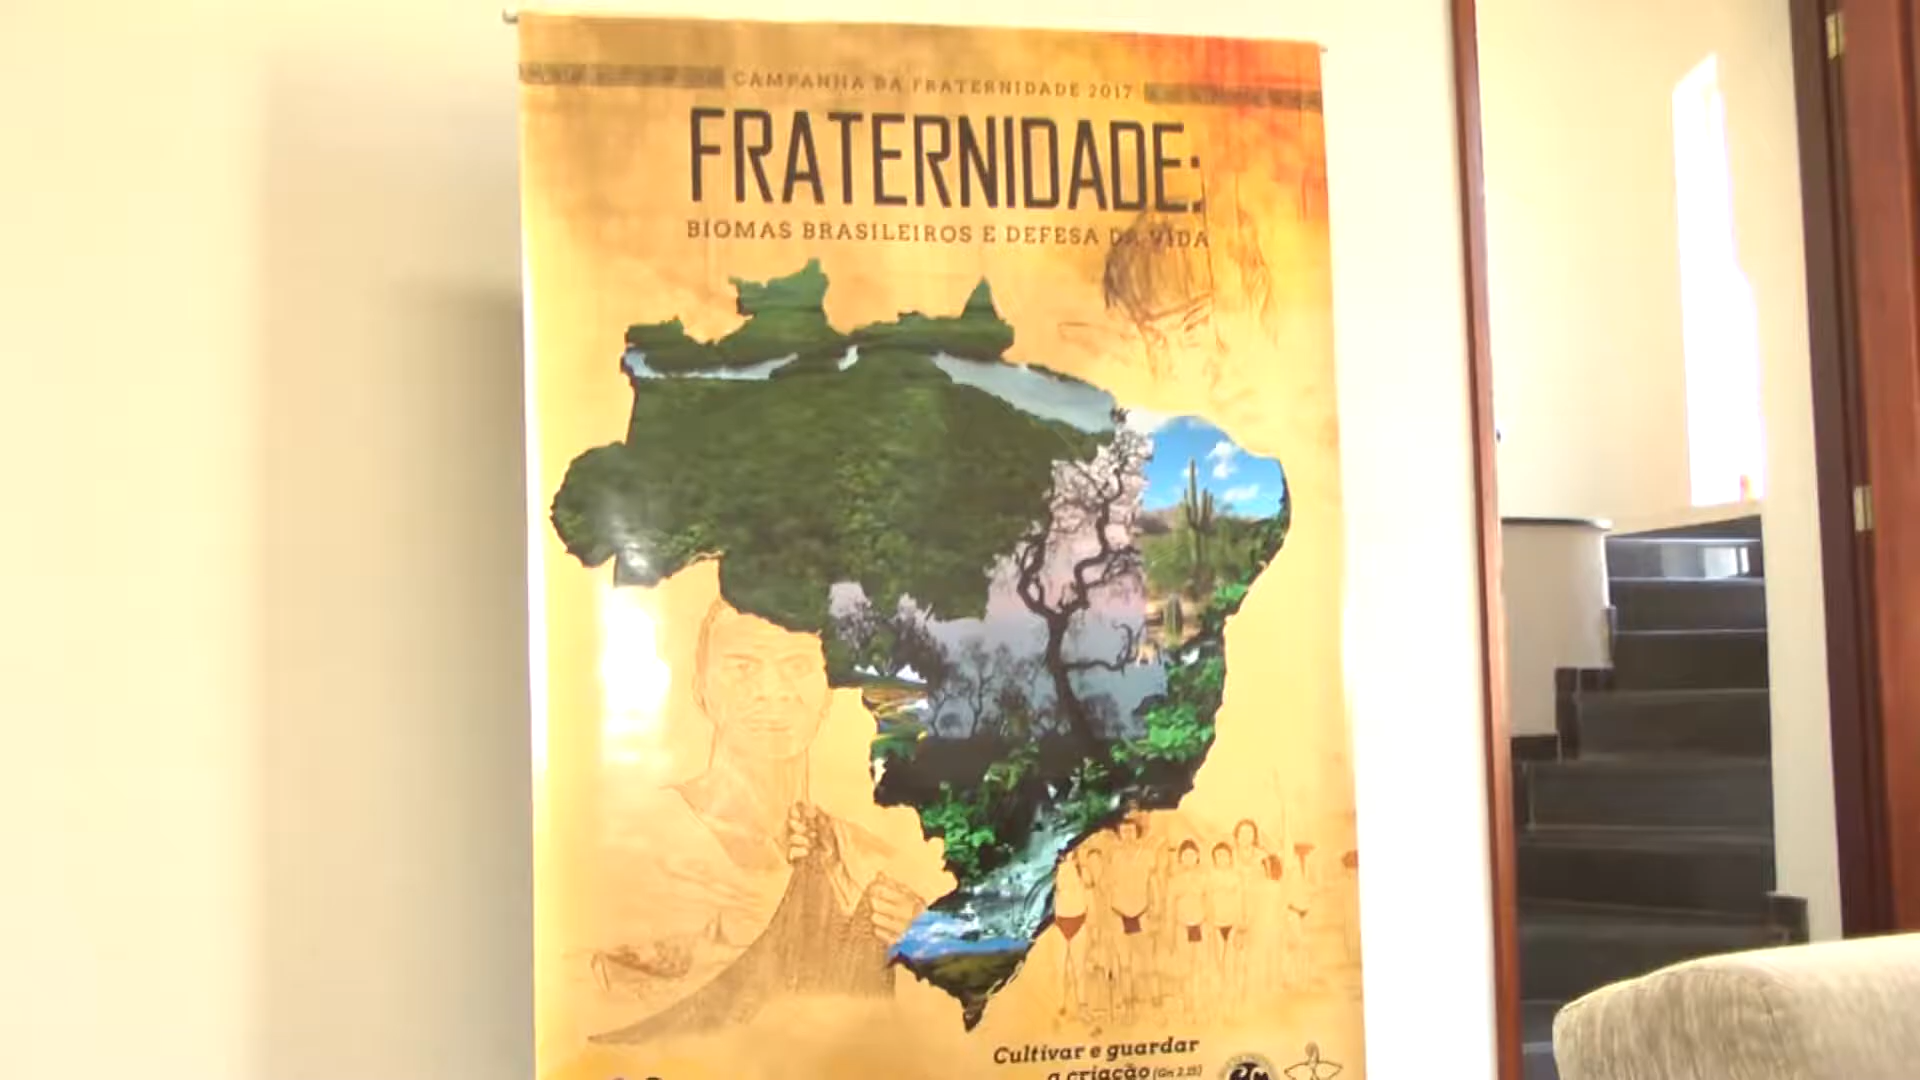 CAMPANHA DA FRATERNIDADE 2017
FRATERNIDADE:
BIOMAS BRASILEIROS E DEFESA DA VIDA
Cultivar e guardar
a criação (Gn 2.15)